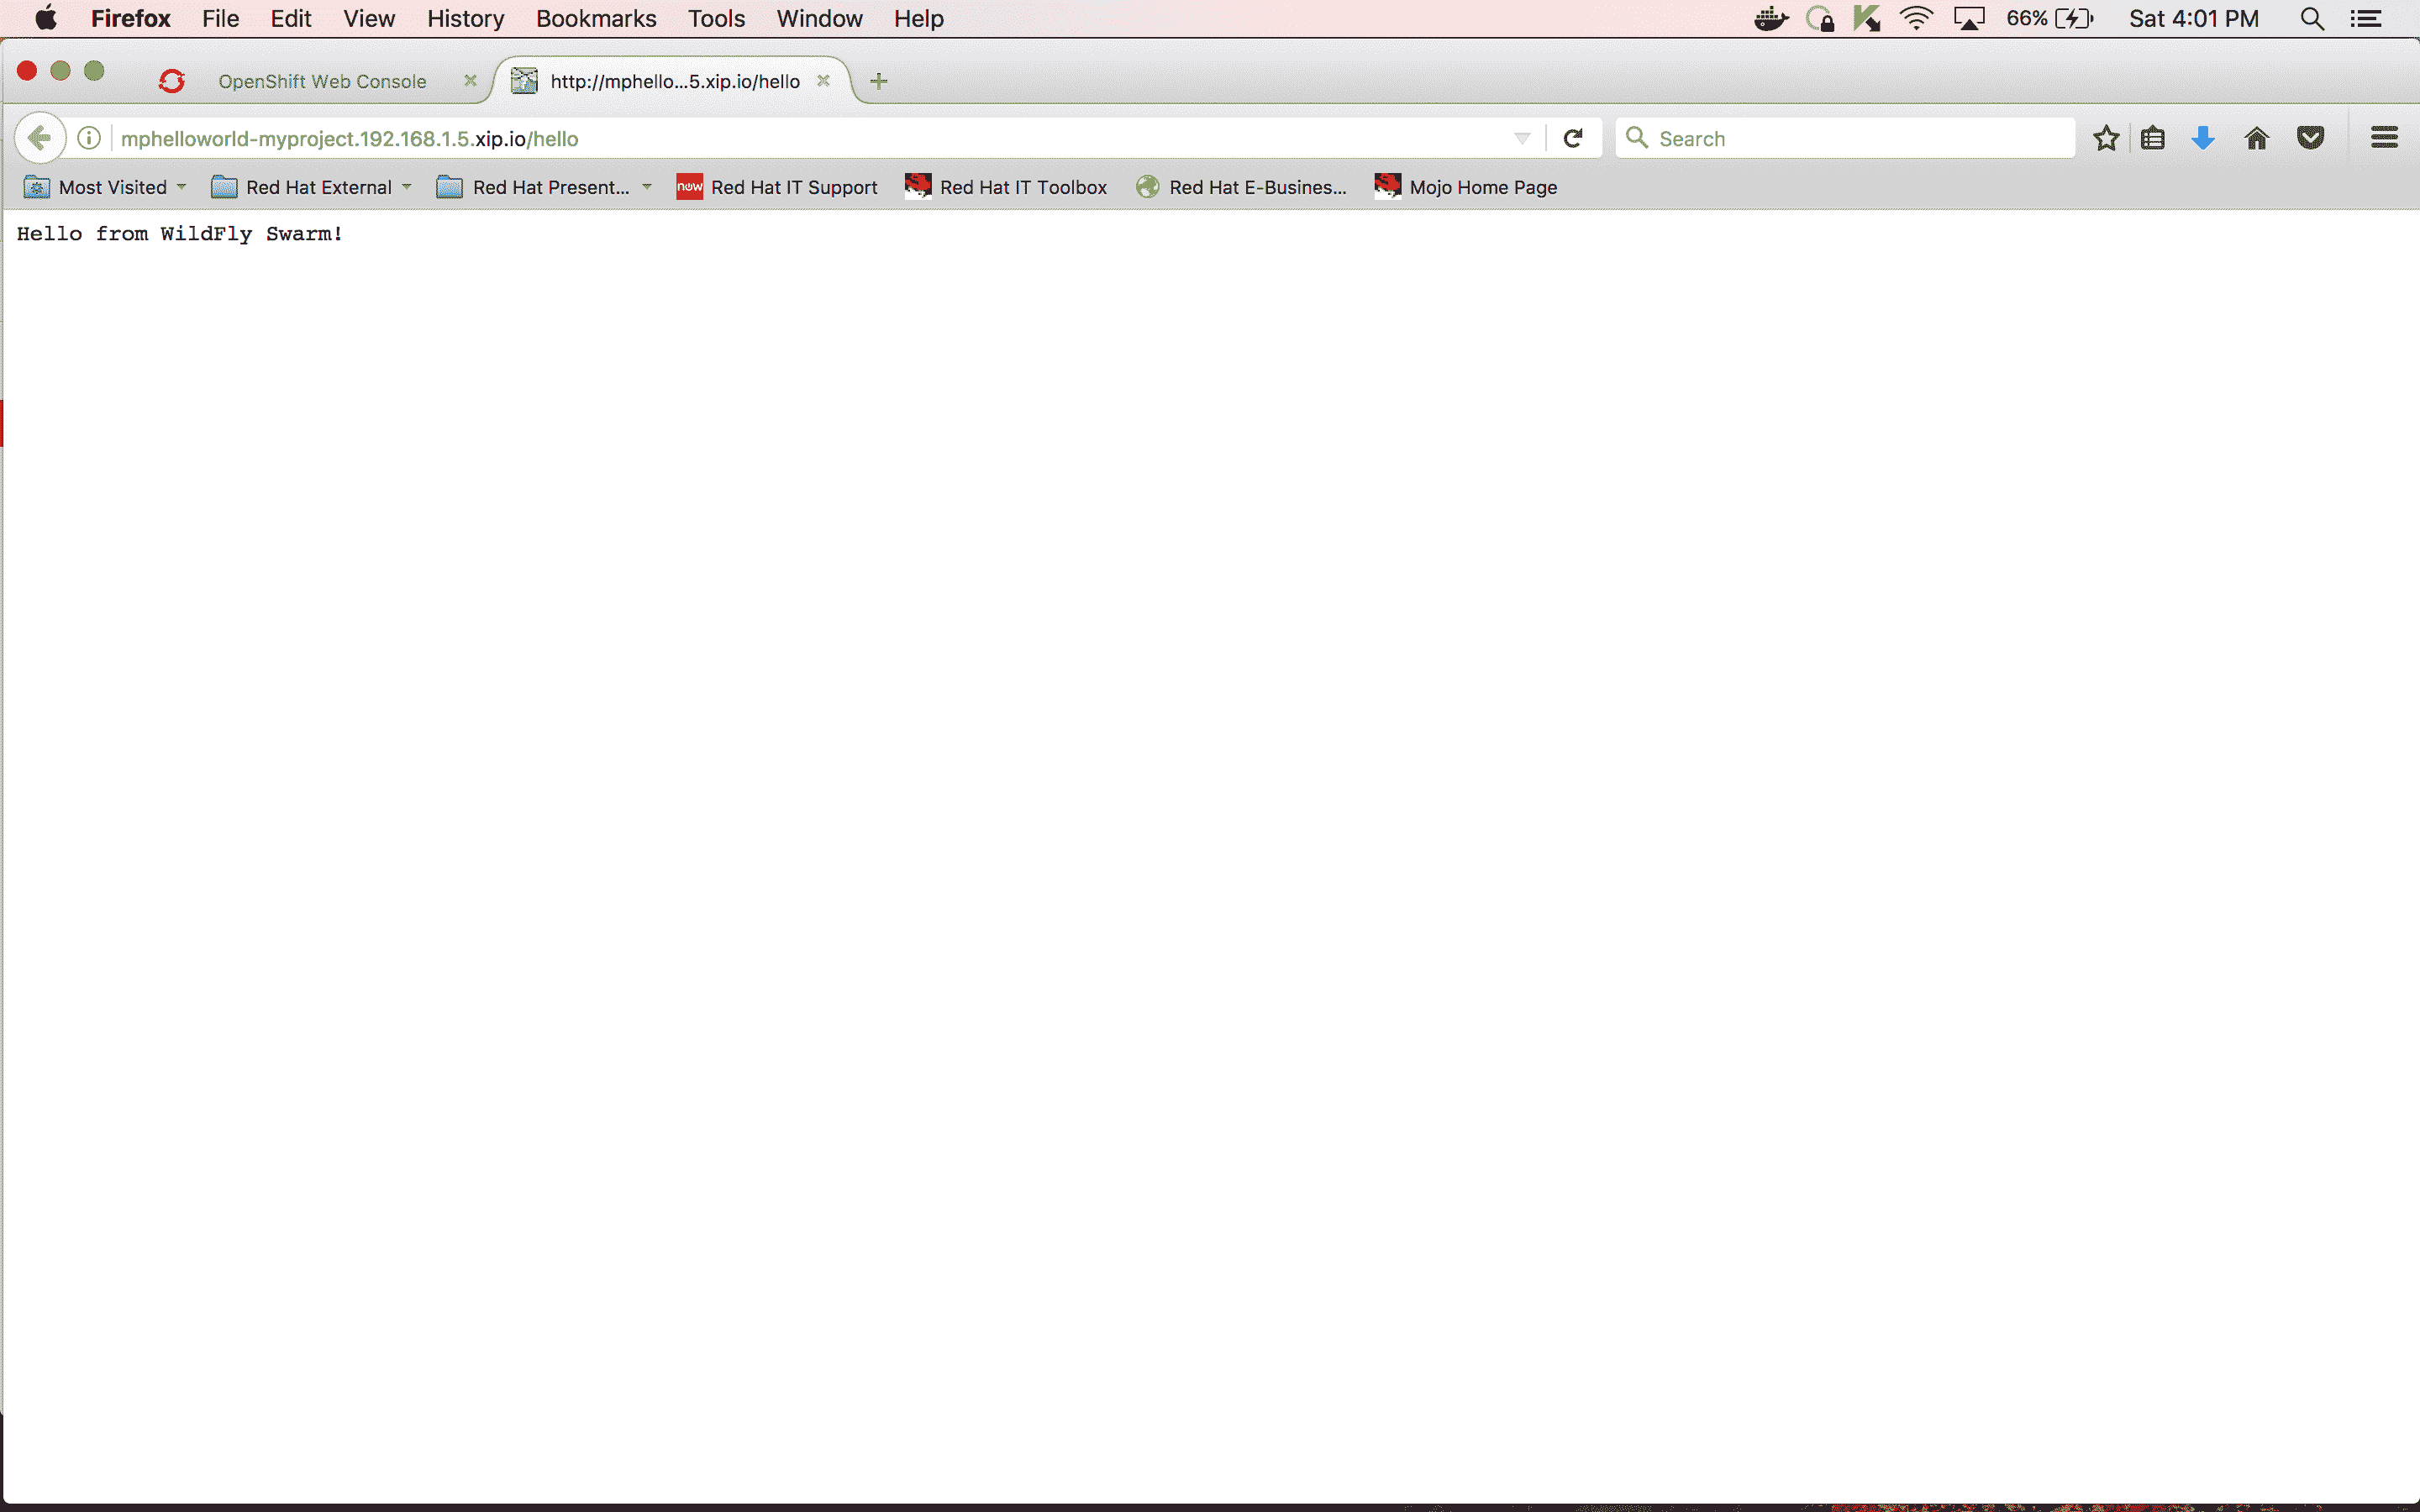 Firefox File Edit View History Bookmarks Tools Window Help 66% Sat 4:01 PM
OpenShift Web Console http://mphello...5.xip.io/hello
mphelloworld-myproject.192.168.1.5.xip.io/hello Search
Most Visited Red Hat External Red Hat Present... now Red Hat IT Support Red Hat IT Toolbox Red Hat E-Busines... Mojo Home Page
Hello from WildFly Swarm!